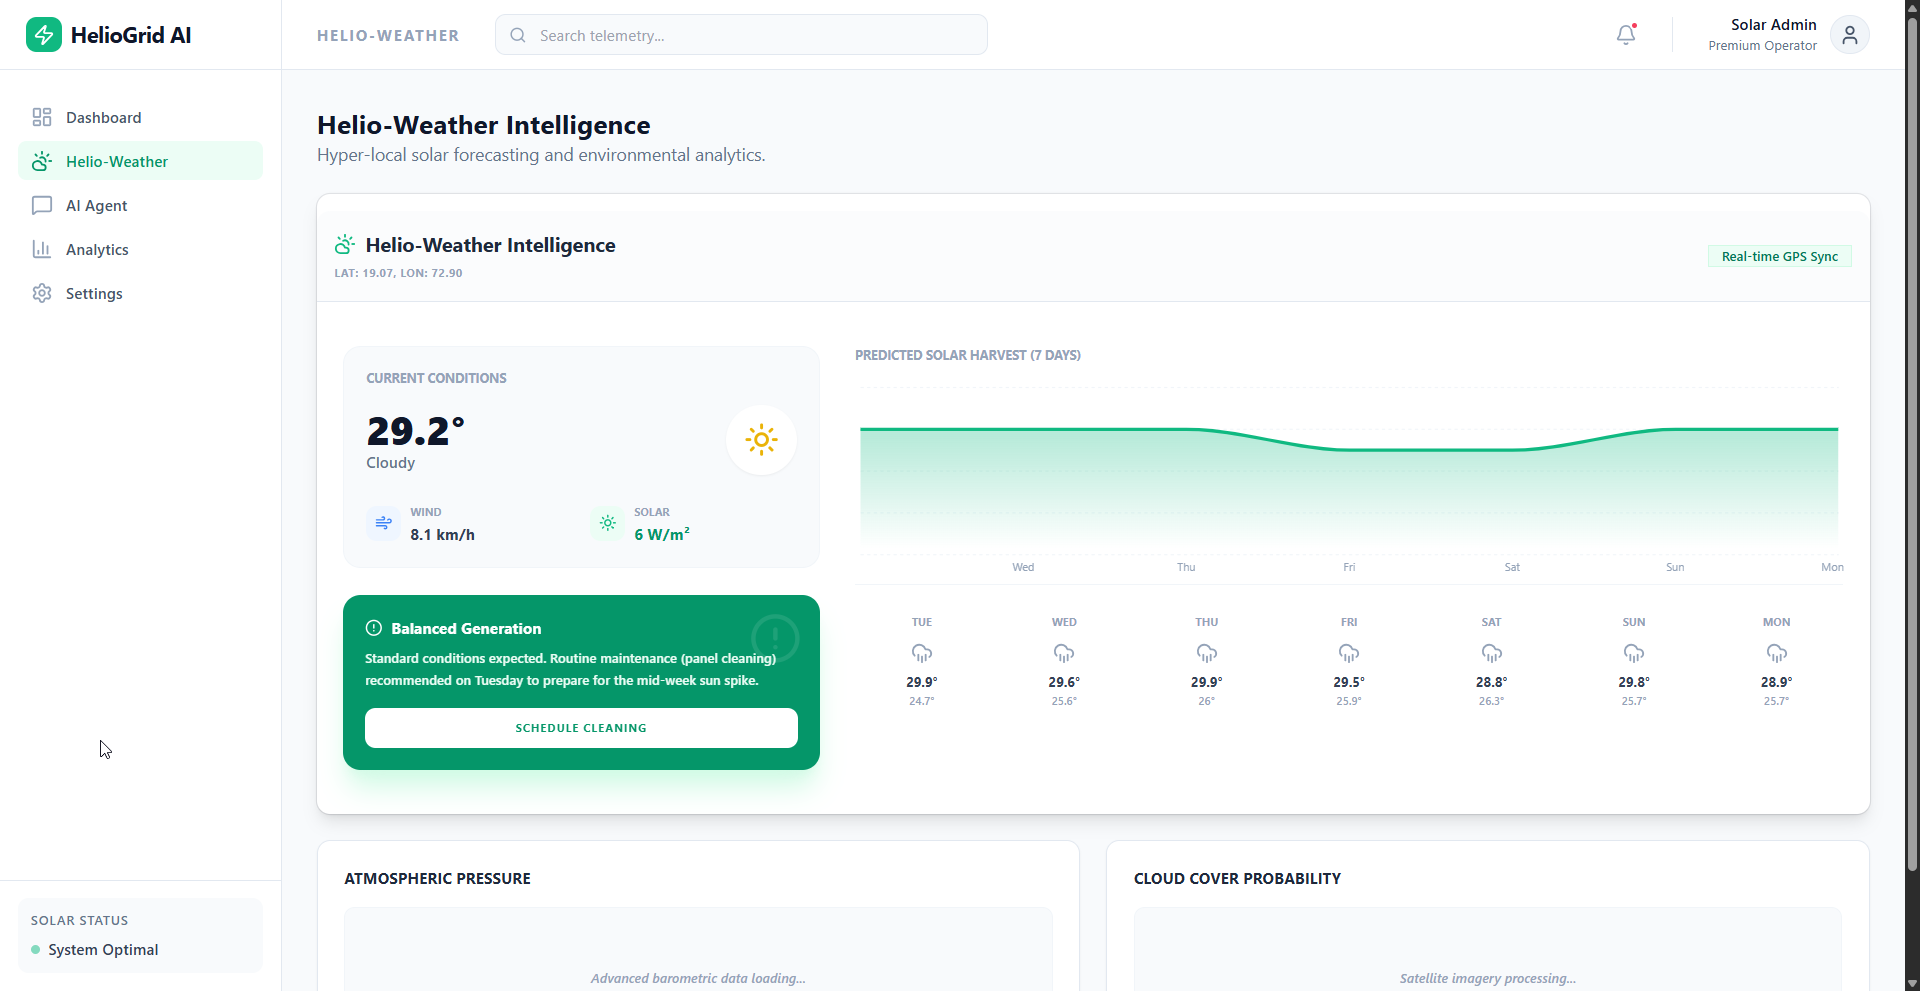 HelioGrid AI
HELIO-WEATHER
Search telemetry...
Solar Admin
Premium Operator
Dashboard
Helio-Weather
AI Agent
Analytics
Settings
SOLAR STATUS
System Optimal
Helio-Weather Intelligence
Hyper-local solar forecasting and environmental analytics.
Helio-Weather Intelligence
LAT: 19.07, LON: 72.90
Real-time GPS Sync
CURRENT CONDITIONS
29.2°
Cloudy
WIND
8.1 km/h
SOLAR
6 W/m²
Balanced Generation
Standard conditions expected. Routine maintenance (panel cleaning)
recommended on Tuesday to prepare for the mid-week sun spike.
SCHEDULE CLEANING
PREDICTED SOLAR HARVEST (7 DAYS)
Wed Thu Fri Sat Sun Mon
TUE WED THU FRI SAT SUN MON
29.9° 29.6° 29.9° 29.5° 28.8° 29.8° 28.9°
24.7° 25.6° 26° 25.9° 26.3° 25.7° 25.7°
ATMOSPHERIC PRESSURE
Advanced barometric data loading...
CLOUD COVER PROBABILITY
Satellite imagery processing...